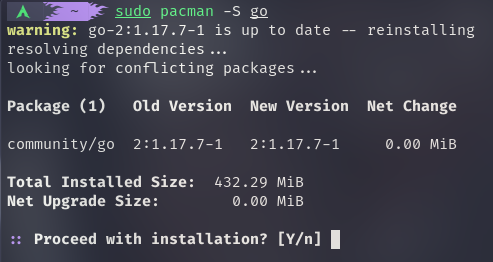 ~ sudo pacman -S go
warning: go-2:1.17.7-1 is up to date -- reinstalling
resolving dependencies...
looking for conflicting packages...
Package (1)   Old Version  New Version  Net Change
community/go  2:1.17.7-1   2:1.17.7-1     0.00 MiB
Total Installed Size:  432.29 MiB
Net Upgrade Size:        0.00 MiB
:: Proceed with installation? [Y/n]